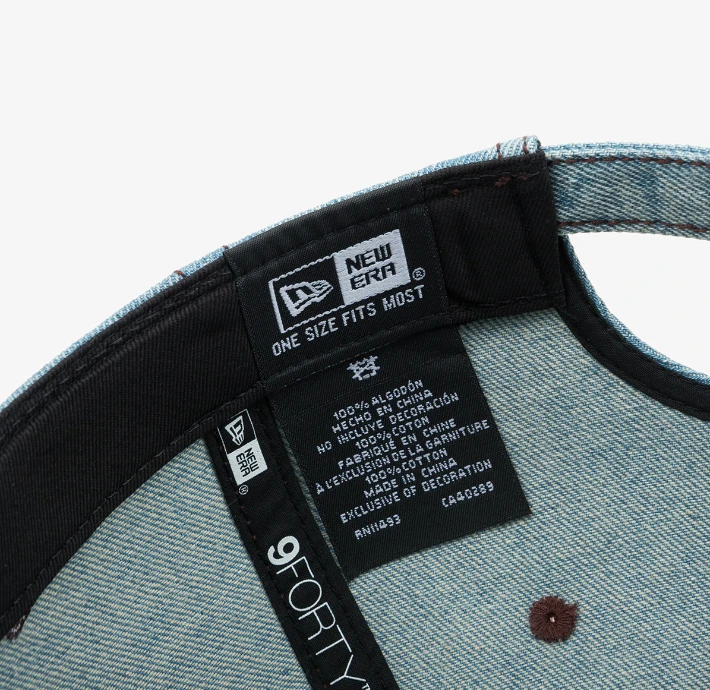 NEW
ERA®
ONE SIZE FITS MOST
100% ALGODÓN
HECHO EN CHINA
NO INCLUYE DECORACIÓN
100% COTON
FABRIQUÉ EN CHINE
À L'EXCLUSION DE LA GARNITURE
100% COTTON
MADE IN CHINA
EXCLUSIVE OF DECORATION
RN11493 CA40289
NEW
ERA®
9FORTY™